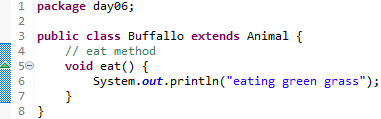 1 package day06;
2
3 public class Buffallo extends Animal {
4     // eat method
5     void eat() {
6         System.out.println("eating green grass");
7     }
8 }